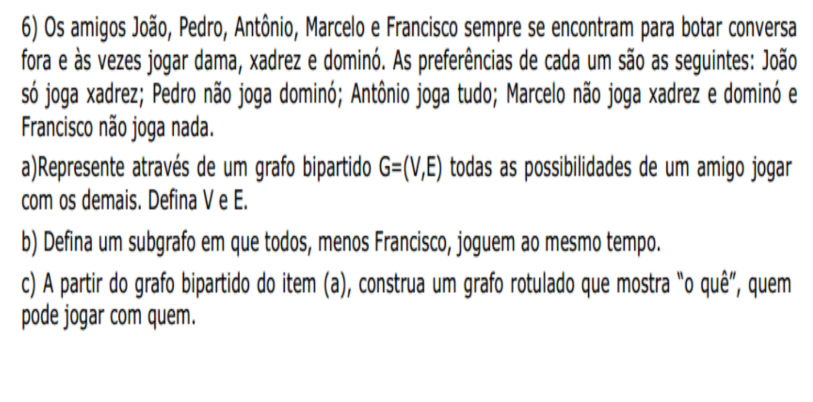 6) Os amigos João, Pedro, Antônio, Marcelo e Francisco sempre se encontram para botar conversa
fora e às vezes jogar dama, xadrez e dominó. As preferências de cada um são as seguintes: João
só joga xadrez; Pedro não joga dominó; Antônio joga tudo; Marcelo não joga xadrez e dominó e
Francisco não joga nada.
a)Represente através de um grafo bipartido G=(V,E) todas as possibilidades de um amigo jogar
com os demais. Defina V e E.
b) Defina um subgrafo em que todos, menos Francisco, joguem ao mesmo tempo.
c) A partir do grafo bipartido do item (a), construa um grafo rotulado que mostra “o quê”, quem
pode jogar com quem.